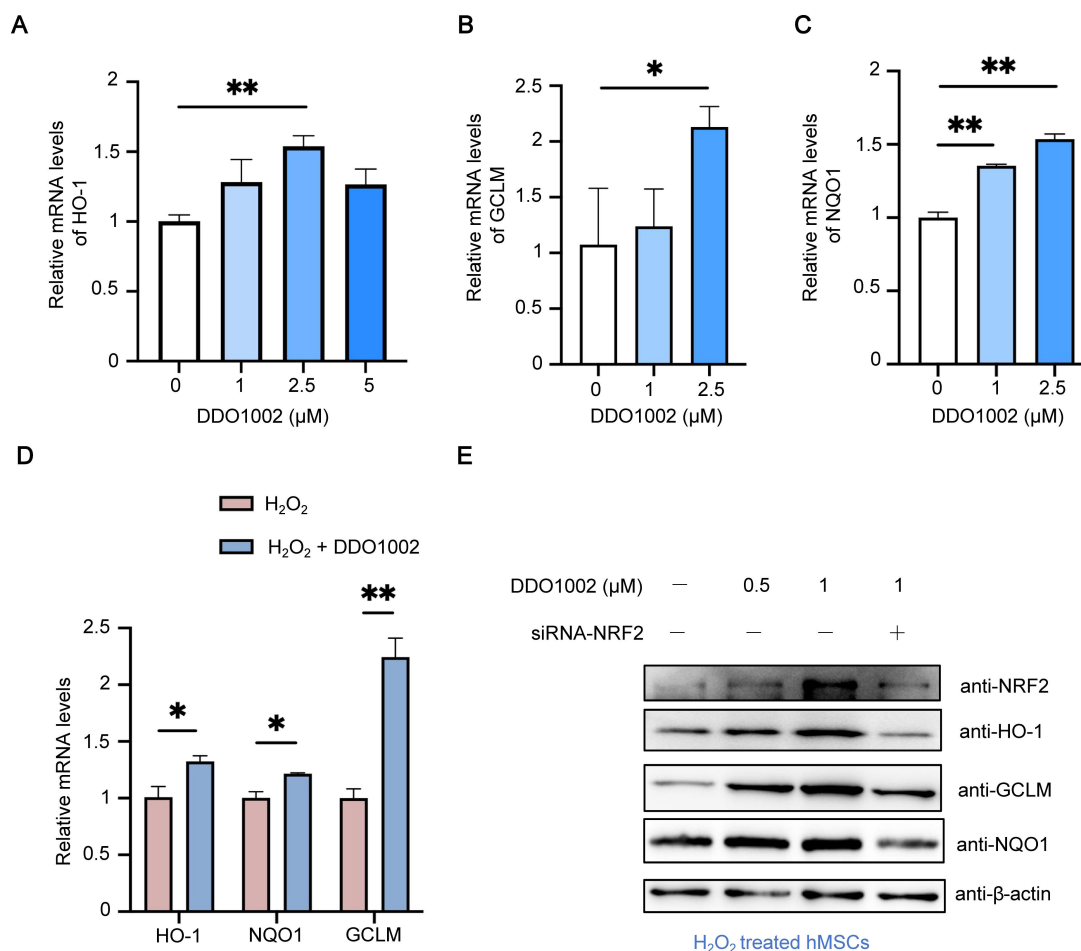 A
Relative mRNA levels
of HO-1
2
1.5
1
0.5
0
**
0 1 2.5 5
DDO1002 (μM)
B
Relative mRNA levels
of GCLM
2.5
2
1.5
1
0.5
0
*
0 1 2.5
DDO1002 (μM)
C
Relative mRNA levels
of NQO1
2
1.5
1
0.5
0
**
**
0 1 2.5
DDO1002 (μM)
D
H₂O₂
H₂O₂ + DDO1002
Relative mRNA levels
2.5
2
1.5
1
0.5
0
*
*
**
HO-1 NQO1 GCLM
E
DDO1002 (μM) – 0.5 1 1
siRNA-NRF2 – – – +
anti-NRF2
anti-HO-1
anti-GCLM
anti-NQO1
anti-β-actin
H₂O₂ treated hMSCs